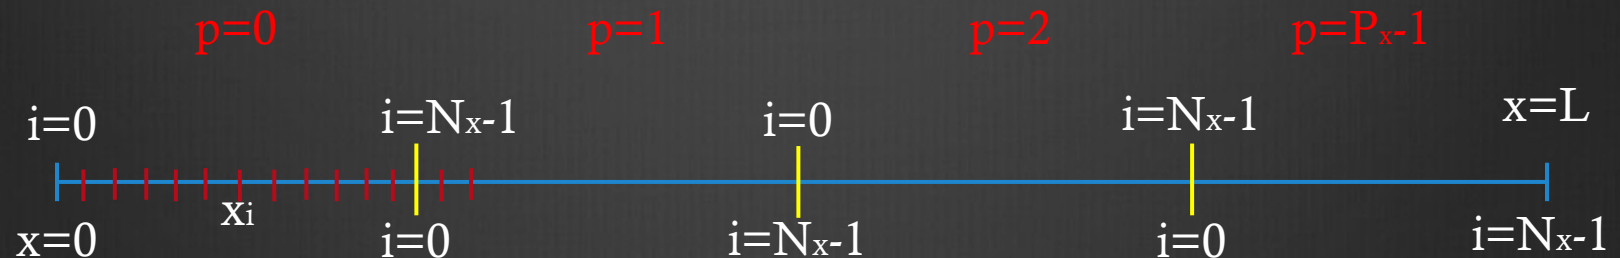 p=0 p=1 p=2 p=Px-1
i=0 i=Nx-1 i=0 i=Nx-1 x=L
xi
x=0 i=0 i=Nx-1 i=0 i=Nx-1